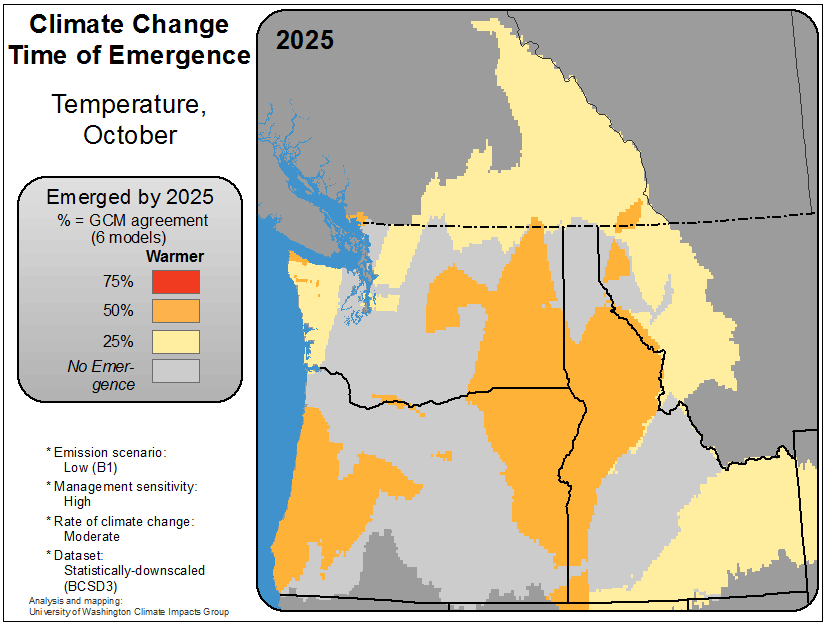 Climate Change
Time of Emergence
Temperature,
October
Emerged by 2025
% = GCM agreement
(6 models)
Warmer
75%
50%
25%
No Emer-
gence
* Emission scenario:
Low (B1)
* Management sensitivity:
High
* Rate of climate change:
Moderate
* Dataset:
Statistically-downscaled
(BCSD3)
Analysis and mapping:
University of Washington Climate Impacts Group
2025